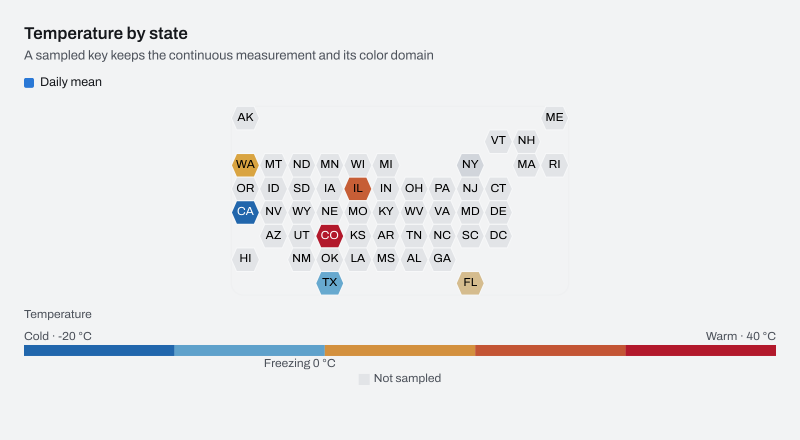 Temperature by state
A sampled key keeps the continuous measurement and its color domain
Daily mean
AK ME
VT NH
WA MT ND MN WI MI NY MA RI
OR ID SD IA IL IN OH PA NJ CT
CA NV WY NE MO KY WV VA MD DE
AZ UT CO KS AR TN NC SC DC
HI NM OK LA MS AL GA
TX FL
Temperature
Cold · -20 °C Warm · 40 °C
Freezing 0 °C
Not sampled